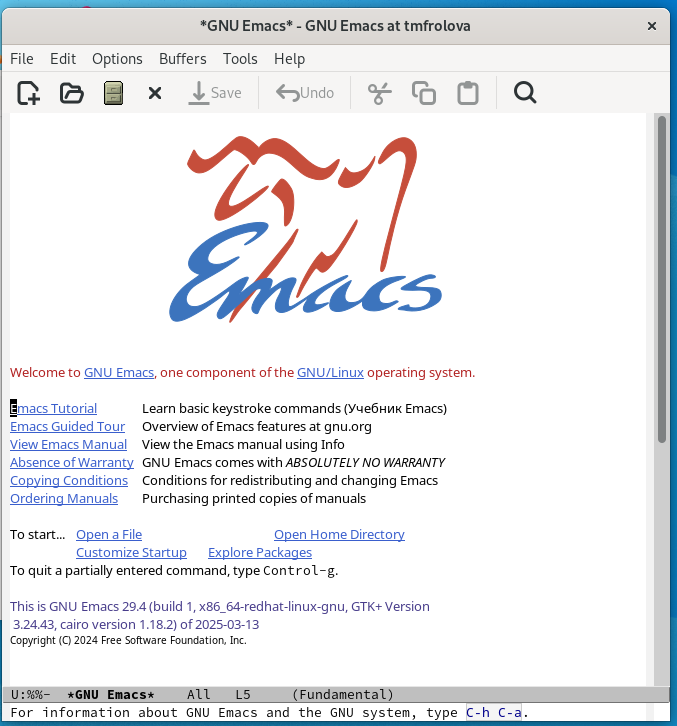 *GNU Emacs* - GNU Emacs at tmfrolova
File Edit Options Buffers Tools Help
Save Undo
Emacs
Welcome to GNU Emacs, one component of the GNU/Linux operating system.
Emacs Tutorial Learn basic keystroke commands (Учебник Emacs)
Emacs Guided Tour Overview of Emacs features at gnu.org
View Emacs Manual View the Emacs manual using Info
Absence of Warranty GNU Emacs comes with ABSOLUTELY NO WARRANTY
Copying Conditions Conditions for redistributing and changing Emacs
Ordering Manuals Purchasing printed copies of manuals
To start... Open a File Open Home Directory
Customize Startup Explore Packages
To quit a partially entered command, type Control-g.
This is GNU Emacs 29.4 (build 1, x86_64-redhat-linux-gnu, GTK+ Version
3.24.43, cairo version 1.18.2) of 2025-03-13
Copyright (C) 2024 Free Software Foundation, Inc.
U:%%- *GNU Emacs* All L5 (Fundamental)
For information about GNU Emacs and the GNU system, type C-h C-a.